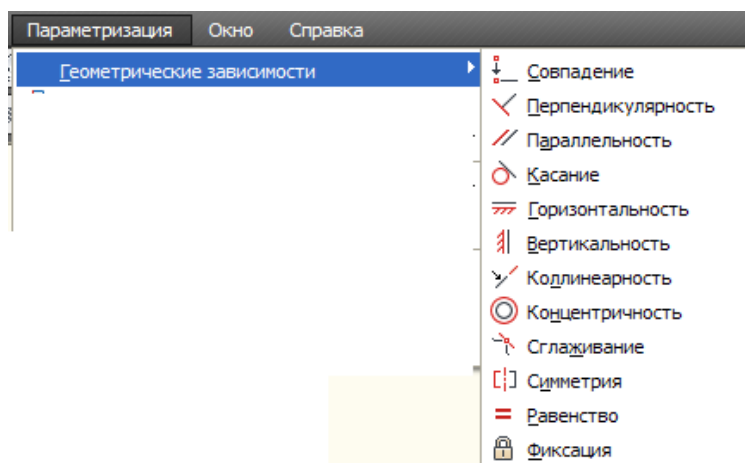 Параметризация Окно Справка
Геометрические зависимости
Совпадение
Перпендикулярность
Параллельность
Касание
Горизонтальность
Вертикальность
Коллинеарность
Концентричность
Сглаживание
Симметрия
Равенство
Фиксация